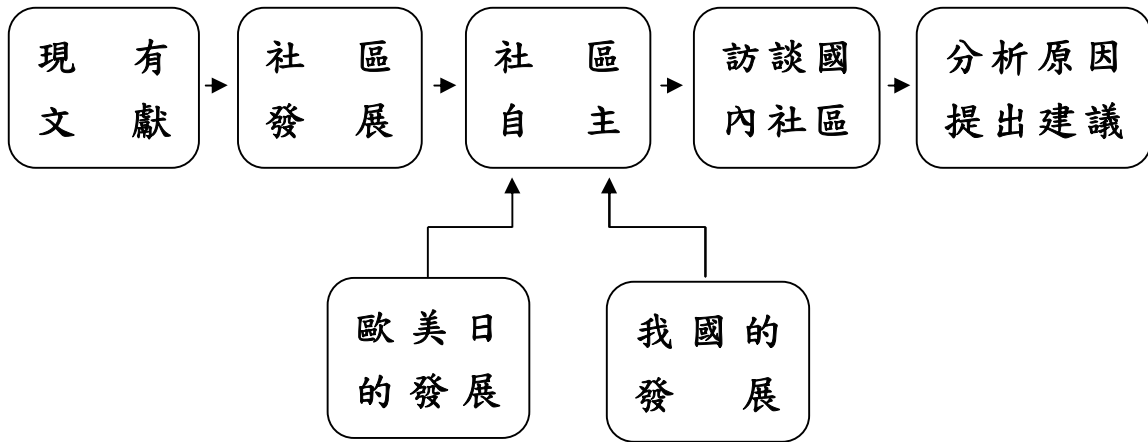 現有
文獻
社區
發展
社區
自主
訪談國
內社區
分析原因
提出建議
歐美日
的發展
我國的
發展